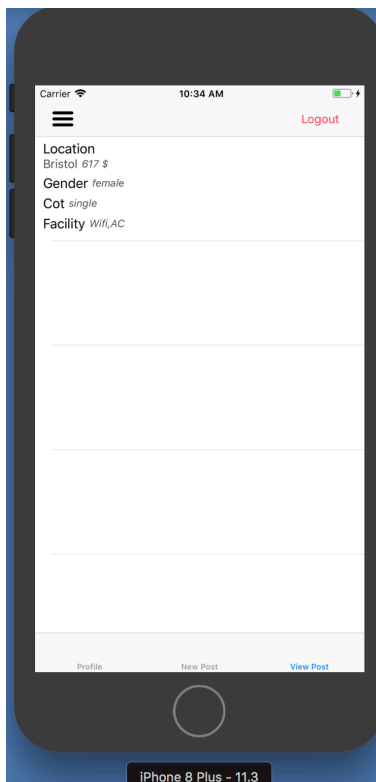 Carrier 10:34 AM
Logout
Location
Bristol 617 $
Gender female
Cot single
Facility Wifi,AC
Profile New Post View Post
iPhone 8 Plus - 11.3